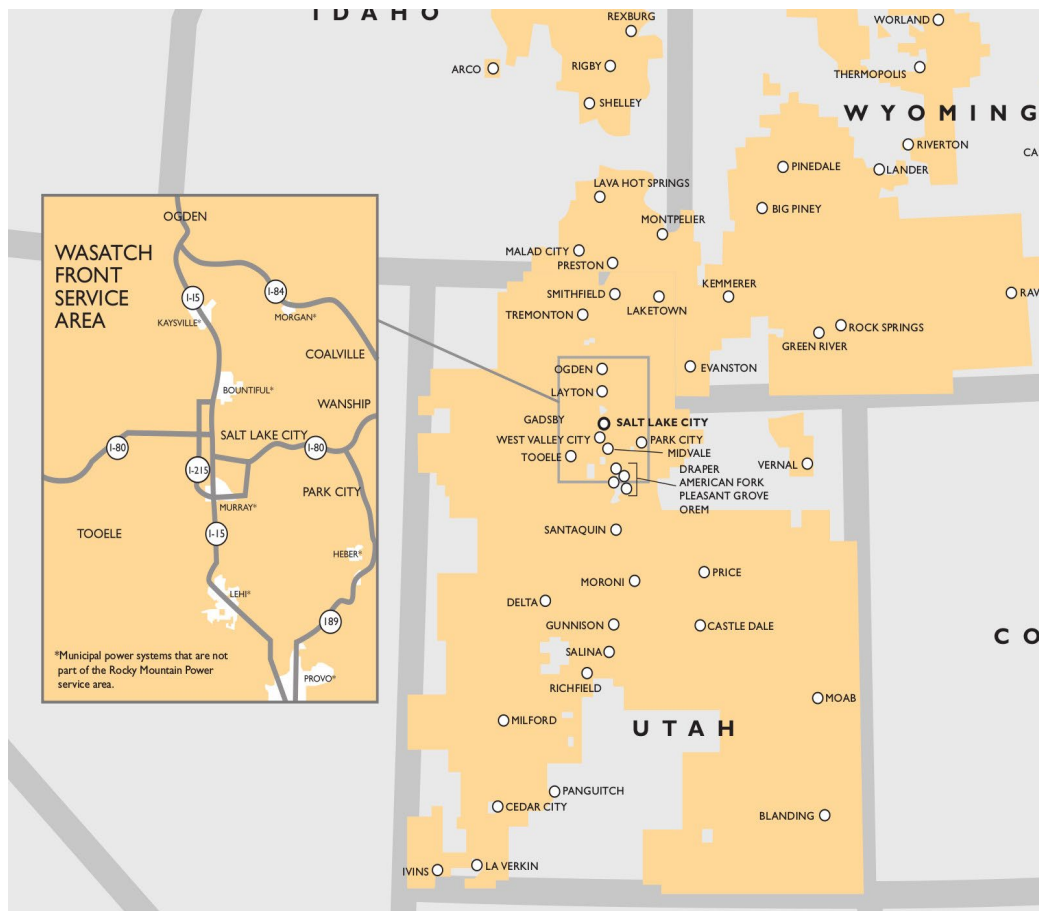 IDAHO
REXBURG
WORLAND
ARCO
RIGBY
THERMOPOLIS
SHELLEY
WYOMING
RIVERTON
CA
PINEDALE
LANDER
LAVA HOT SPRINGS
BIG PINEY
MONTPELIER
MALAD CITY
PRESTON
KEMMERER
SMITHFIELD
LAKETOWN
RAW
TREMONTON
ROCK SPRINGS
GREEN RIVER
OGDEN
EVANSTON
LAYTON
GADSBY
SALT LAKE CITY
WEST VALLEY CITY
PARK CITY
MIDVALE
TOOELE
VERNAL
DRAPER
AMERICAN FORK
PLEASANT GROVE
OREM
SANTAQUIN
MORONI
PRICE
DELTA
GUNNISON
CASTLE DALE
CO
SALINA
RICHFIELD
MOAB
MILFORD
UTAH
PANGUITCH
CEDAR CITY
BLANDING
IVINS
LA VERKIN
OGDEN
WASATCH
FRONT
SERVICE
AREA
I-15
I-84
KAYSVILLE*
MORGAN*
COALVILLE
BOUNTIFUL*
WANSHIP
SALT LAKE CITY
I-80
I-80
I-215
PARK CITY
MURRAY*
TOOELE
I-15
HEBER*
LEHI*
189
*Municipal power systems that are not
part of the Rocky Mountain Power
service area.
PROVO*